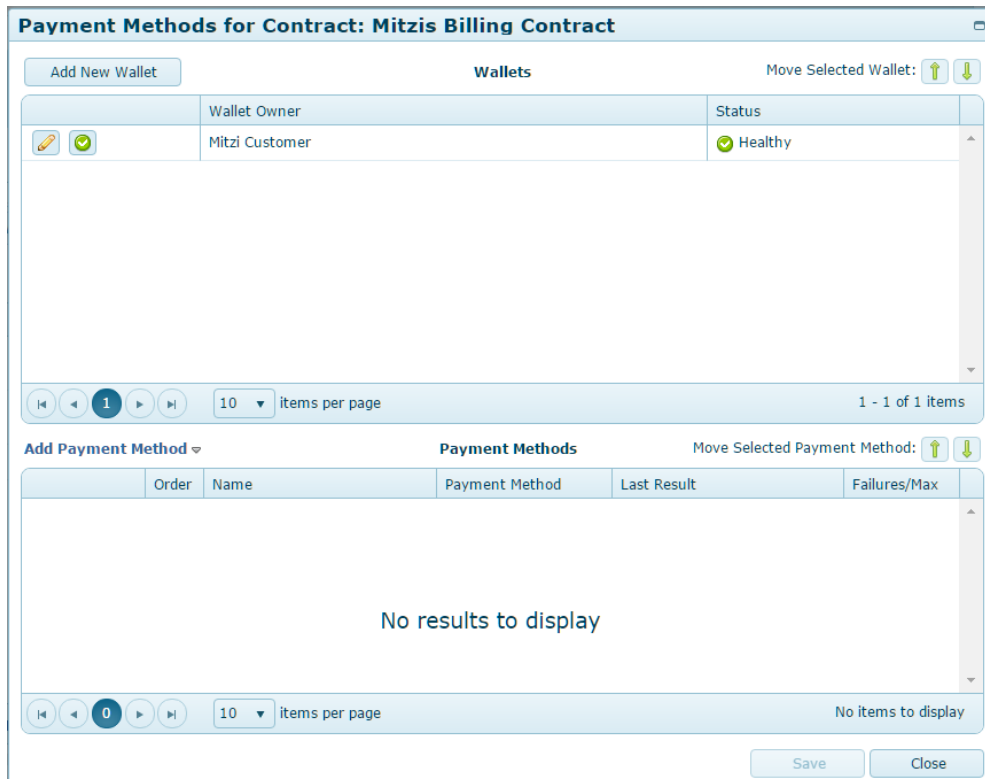 Payment Methods for Contract: Mitzis Billing Contract
Add New Wallet Wallets Move Selected Wallet:
Wallet Owner Status
Mitzi Customer Healthy
1 10 items per page 1 - 1 of 1 items
Add Payment Method Payment Methods Move Selected Payment Method:
Order Name Payment Method Last Result Failures/Max
No results to display
0 10 items per page No items to display
Save Close